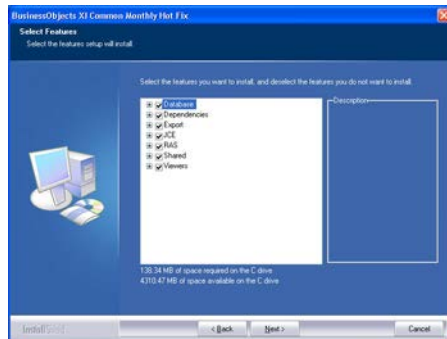 BusinessObjects XI Common Monthly Hot Fix
Select Features
Select the features setup will install.
Select the features you want to install, and deselect the features you do not want to install.
Database
Dependencies
Export
JCE
RAS
Shared
Viewers
Description
138.34 MB of space required on the C drive
4310.47 MB of space available on the C drive
InstallShield
< Back
Next >
Cancel